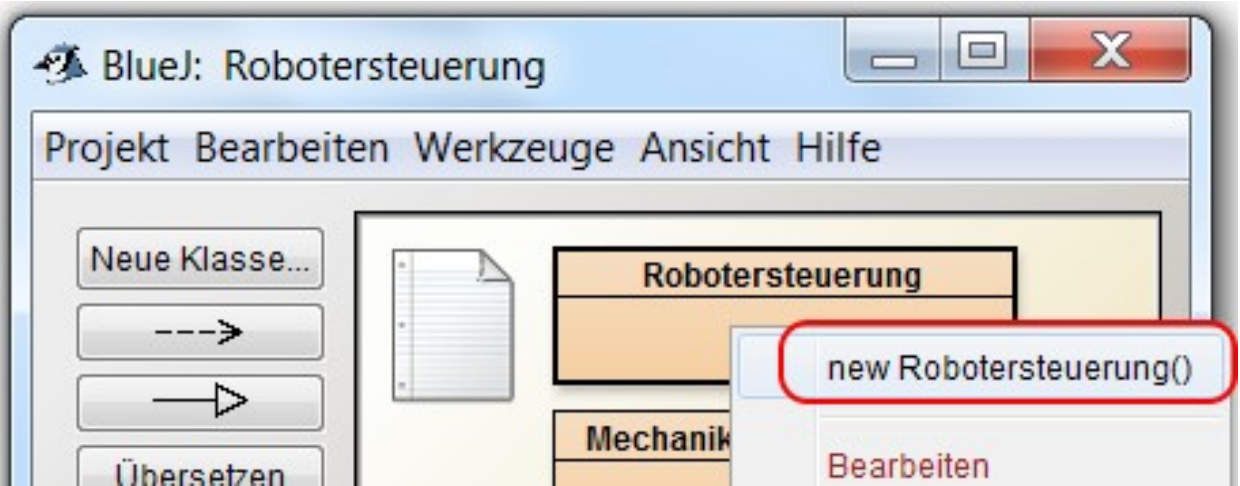 BlueJ: Robotersteuerung
Projekt Bearbeiten Werkzeuge Ansicht Hilfe
Neue Klasse...
Übersetzen
Robotersteuerung
new Robotersteuerung()
Mechanik
Bearbeiten